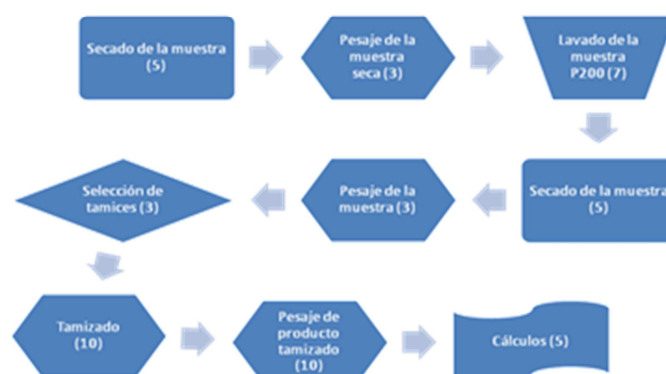 Secado de la muestra
(5)
Pesaje de la
muestra
seca (3)
Lavado de la
muestra
P200 (7)
Selección de
tamices (3)
Pesaje de la
muestra (3)
Secado de la muestra
(5)
Tamizado
(10)
Pesaje de
producto
tamizado
(10)
Cálculos (5)